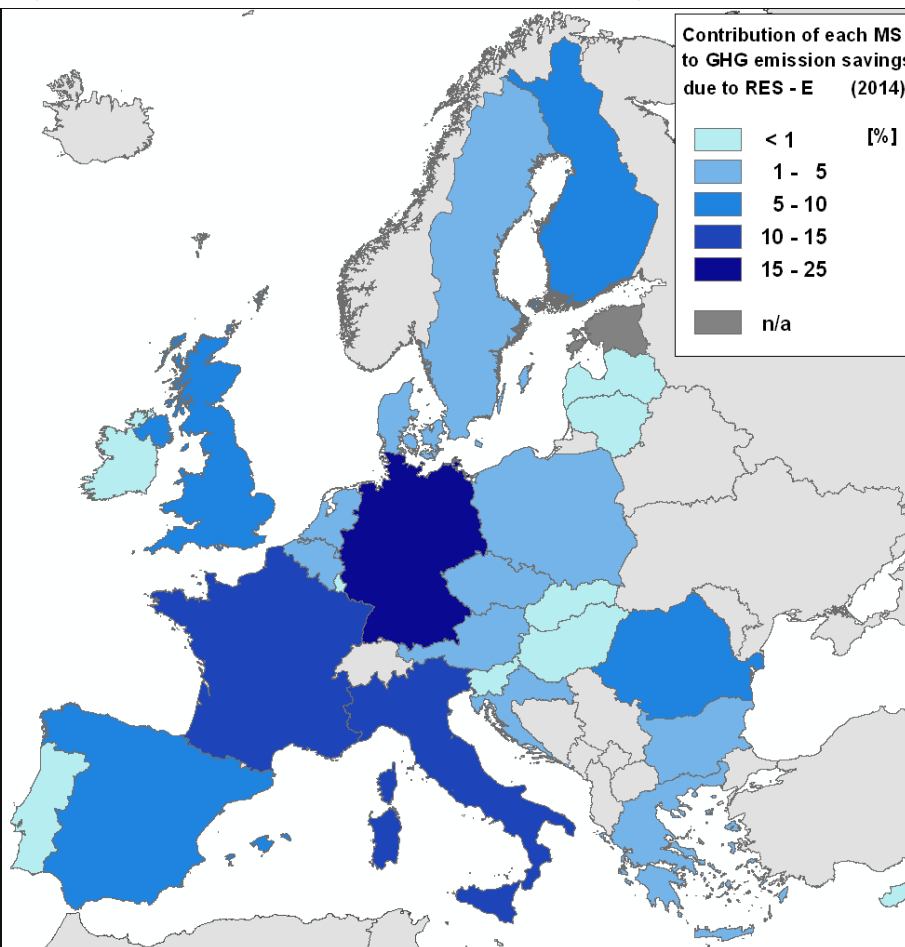 Contribution of each MS
to GHG emission savings
due to RES - E (2014)
< 1 [%]
1 - 5
5 - 10
10 - 15
15 - 25
n/a